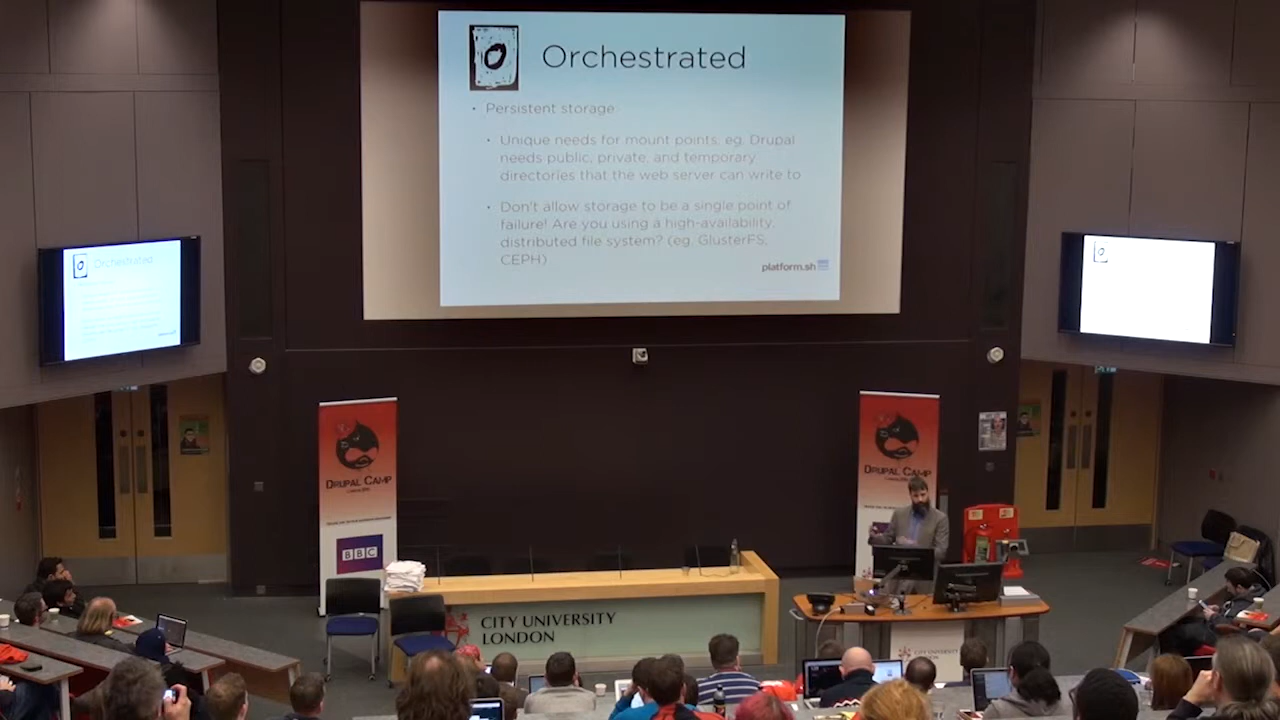 O
Orchestrated
• Persistent storage:
• Unique needs for mount points, eg. Drupal
needs public, private, and temporary
directories that the web server can write to
• Don't allow storage to be a single point of
failure! Are you using a high-availability,
distributed file system? (eg. GlusterFS,
CEPH)
platform.sh
O
Orchestrated
DRUPAL CAMP
BBC
DRUPAL CAMP
CITY UNIVERSITY
LONDON
CITY UNIVERSITY